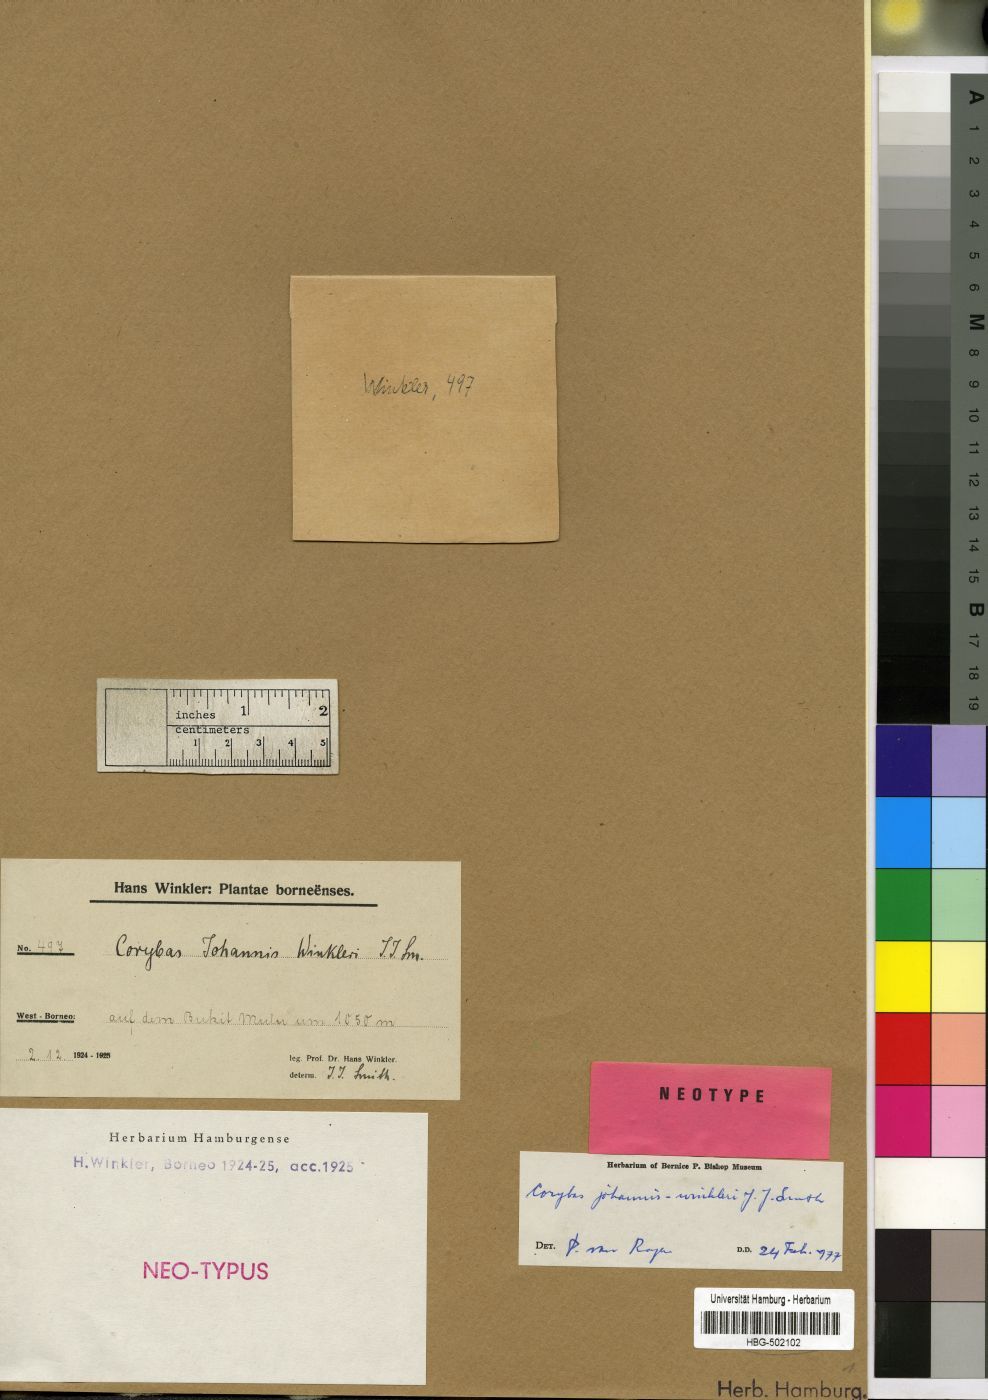 Winkler, 497
inches 1 2
centimeters
1 2 3 4 5
Hans Winkler: Plantae borneënses.
No. 497 Corybas Johannis Winkleri J.J. Sm.
West - Borneo: auf dem Bukit Mulu um 1050 m
2.12. 1924 - 1925
leg. Prof. Dr. Hans Winkler.
determ. J.J. Smith.
Herbarium Hamburgense
H.Winkler, Borneo 1924-25, acc.1925
NEO-TYPUS
NEOTYPE
Herbarium of Bernice P. Bishop Museum
Corybas johannis-winkleri J.J. Smith
DET. P. van Royen D.D. 24 Feb. 1977
Universität Hamburg - Herbarium
HBG-502102
1
Herb. Hamburg.
A
1
2
3
4
5
6
M
8
9
10
11
12
13
14
15
B
17
18
19